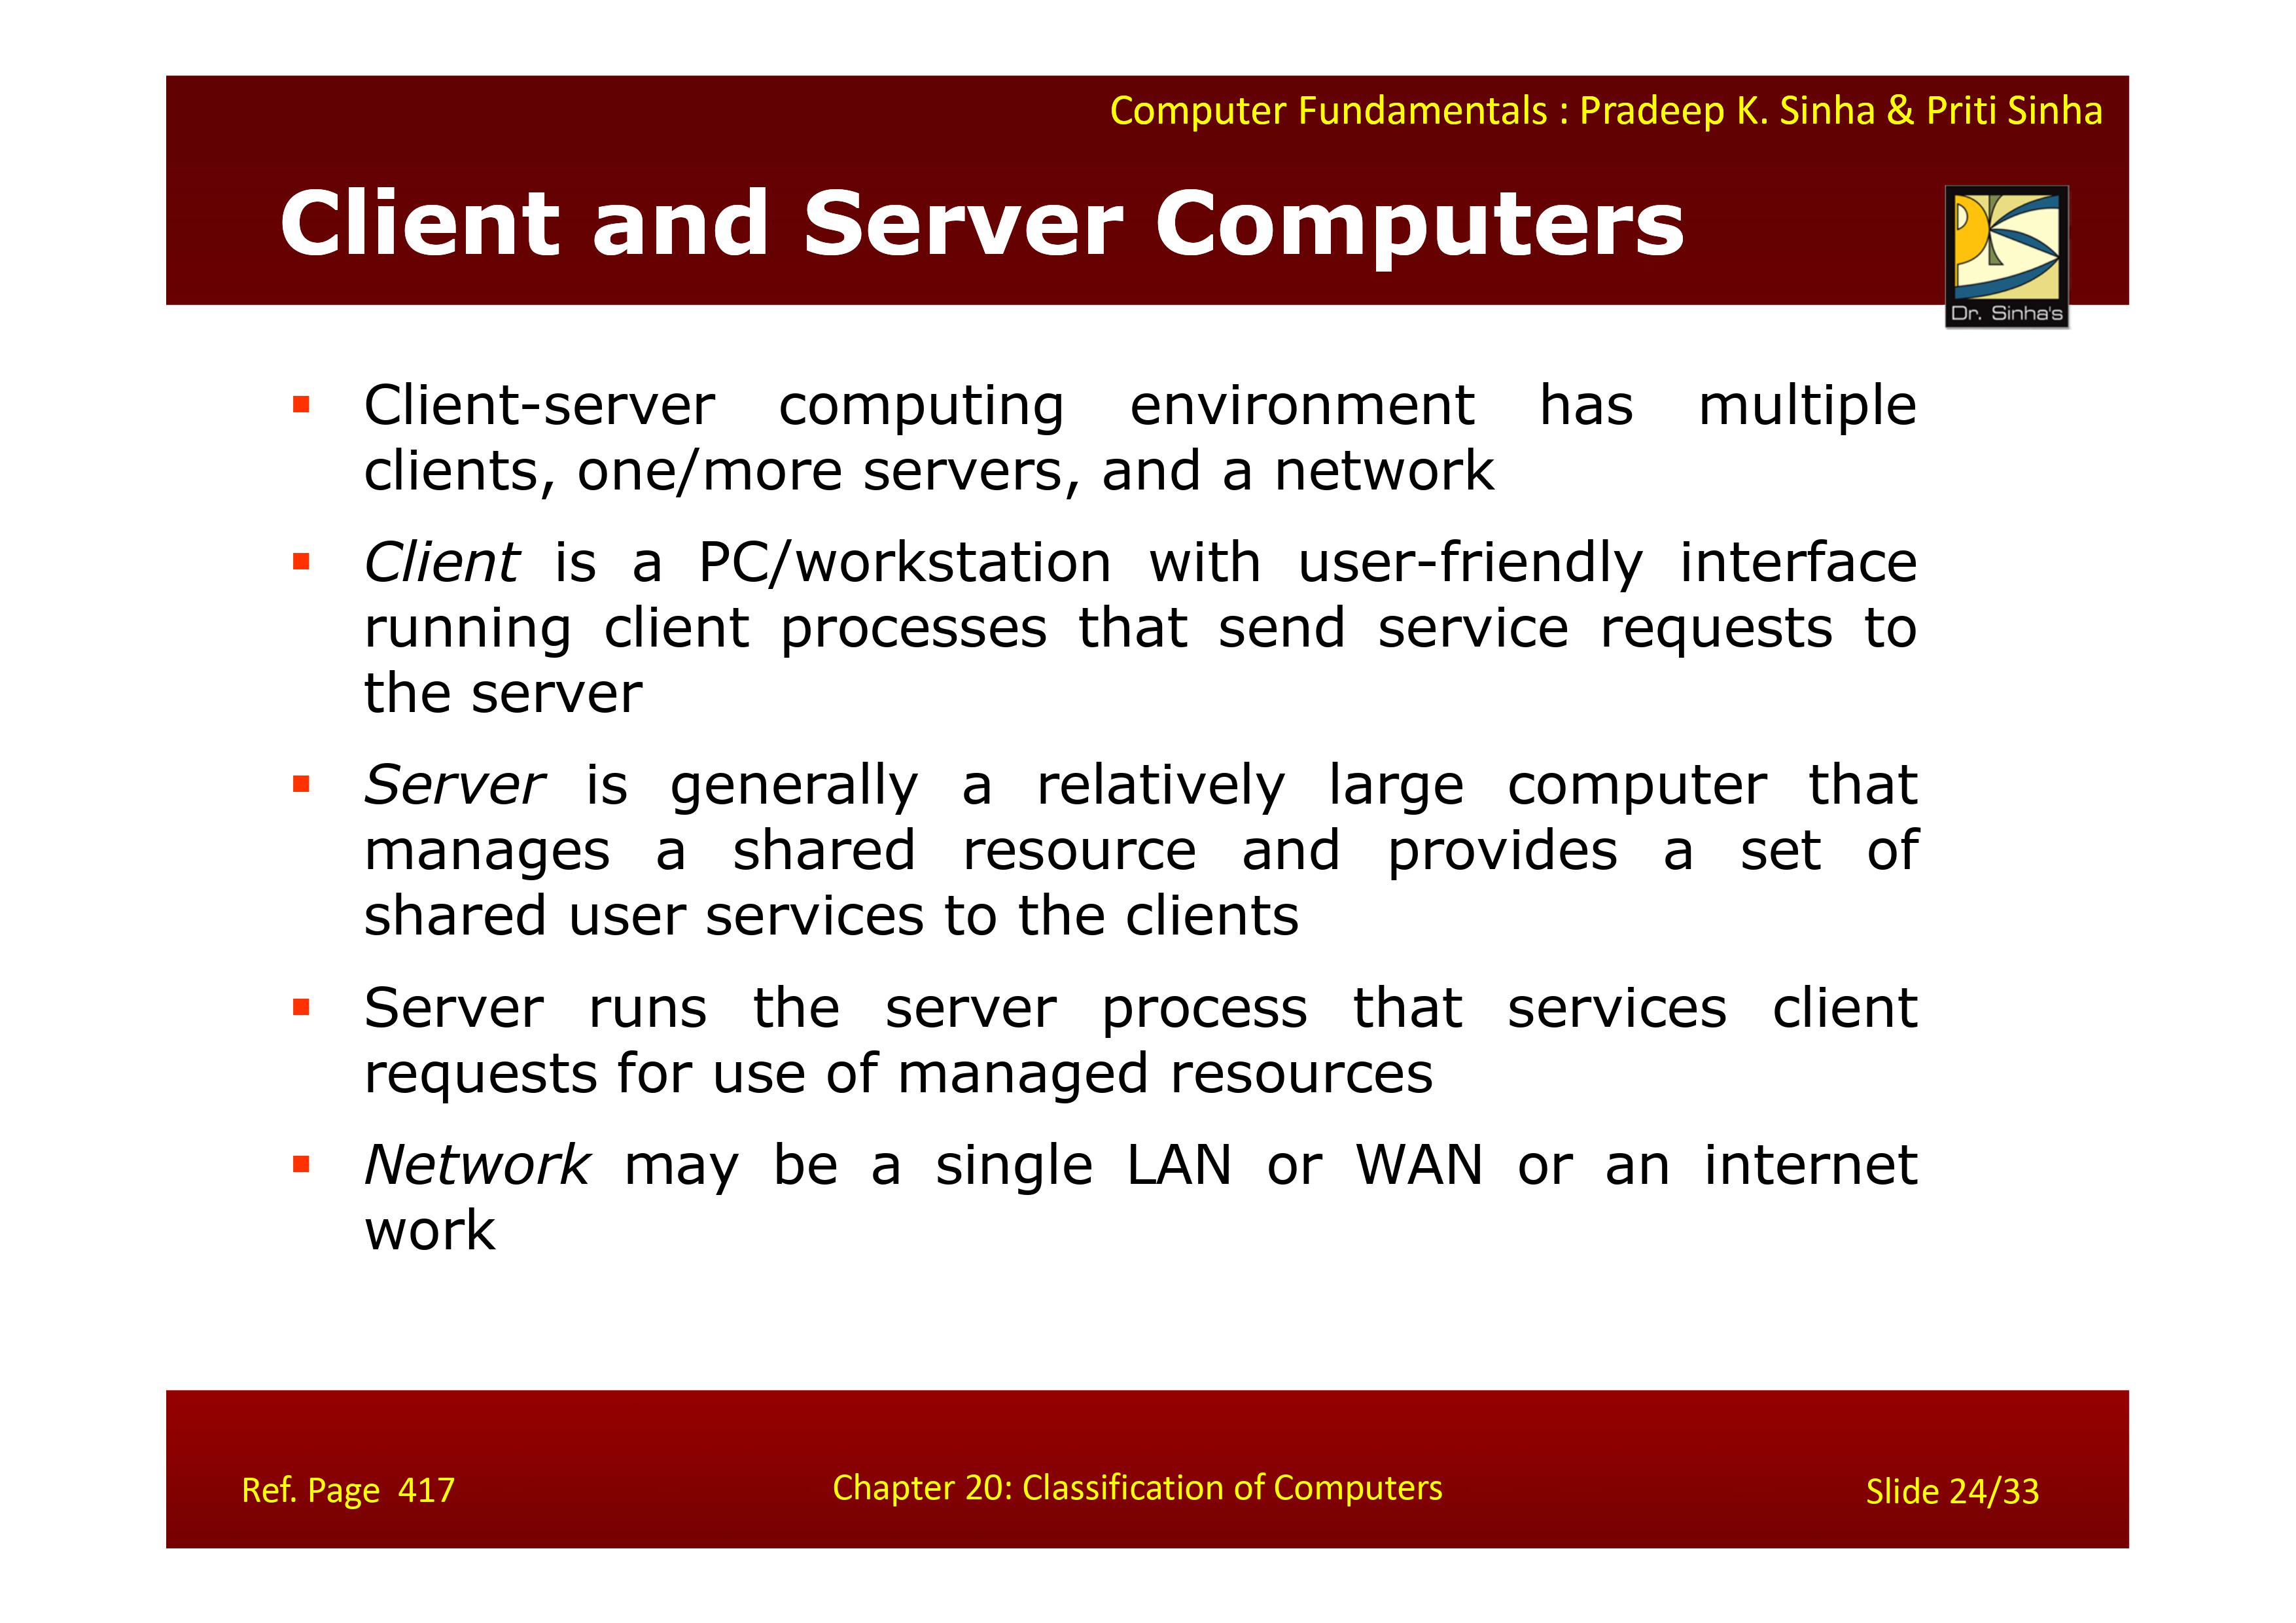 Computer Fundamentals : Pradeep K. Sinha & Priti Sinha
Client and Server Computers
Dr. Sinha's
▪ Client-server computing environment has multiple
clients, one/more servers, and a network
▪ Client is a PC/workstation with user-friendly interface
running client processes that send service requests to
the server
▪ Server is generally a relatively large computer that
manages a shared resource and provides a set of
shared user services to the clients
▪ Server runs the server process that services client
requests for use of managed resources
▪ Network may be a single LAN or WAN or an internet
work
Ref. Page 417
Chapter 20: Classification of Computers
Slide 24/33